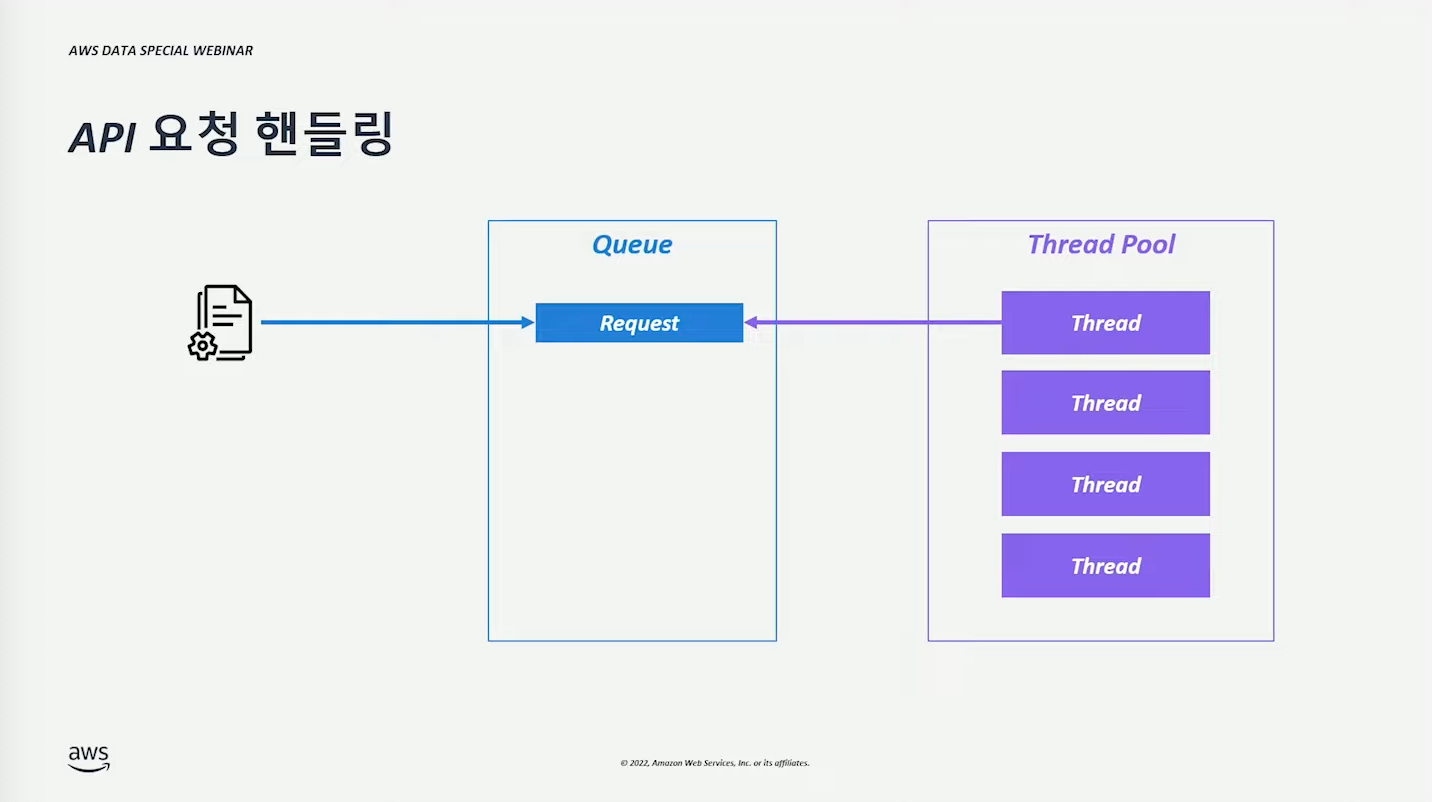 AWS DATA SPECIAL WEBINAR
API 요청 핸들링
Queue
Thread Pool
Request
Thread
Thread
Thread
Thread
aws
© 2022, Amazon Web Services, Inc. or its affiliates.